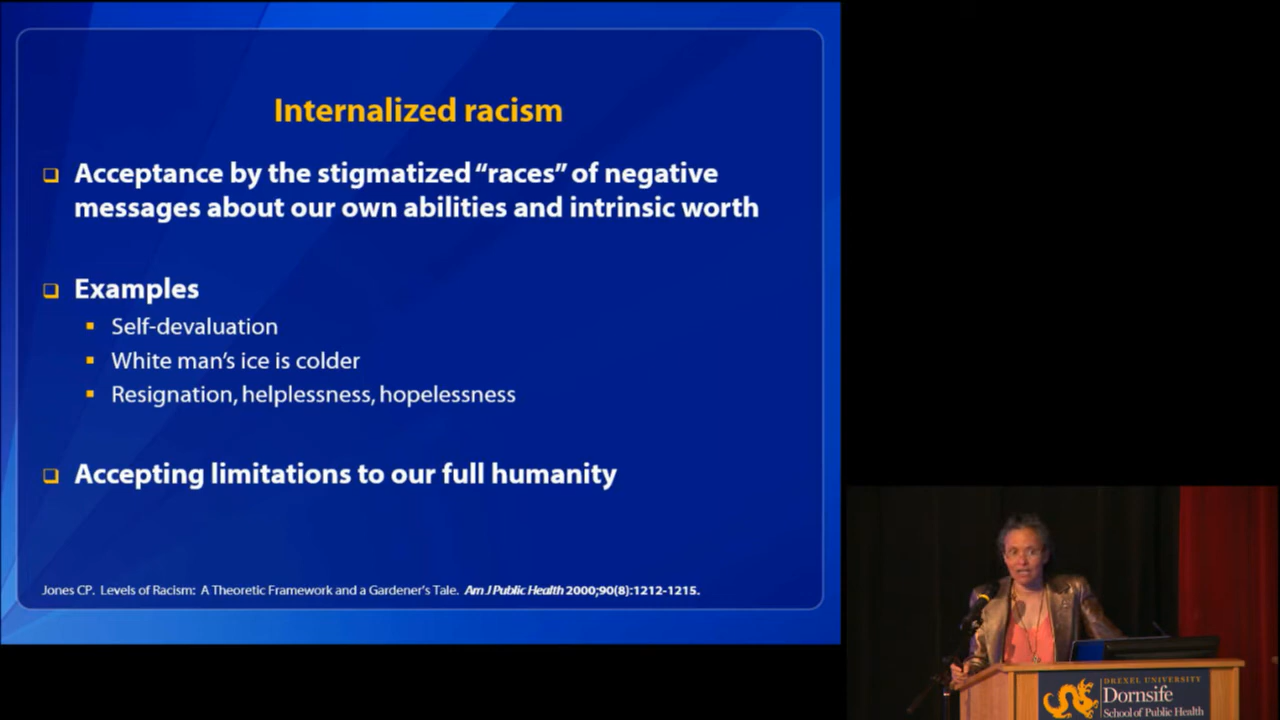 Internalized racism
❑ Acceptance by the stigmatized “races” of negative
messages about our own abilities and intrinsic worth
❑ Examples
▪ Self-devaluation
▪ White man’s ice is colder
▪ Resignation, helplessness, hopelessness
❑ Accepting limitations to our full humanity
Jones CP. Levels of Racism: A Theoretic Framework and a Gardener’s Tale. Am J Public Health 2000;90(8):1212-1215.
DREXEL UNIVERSITY
Dornsife
School of Public Health